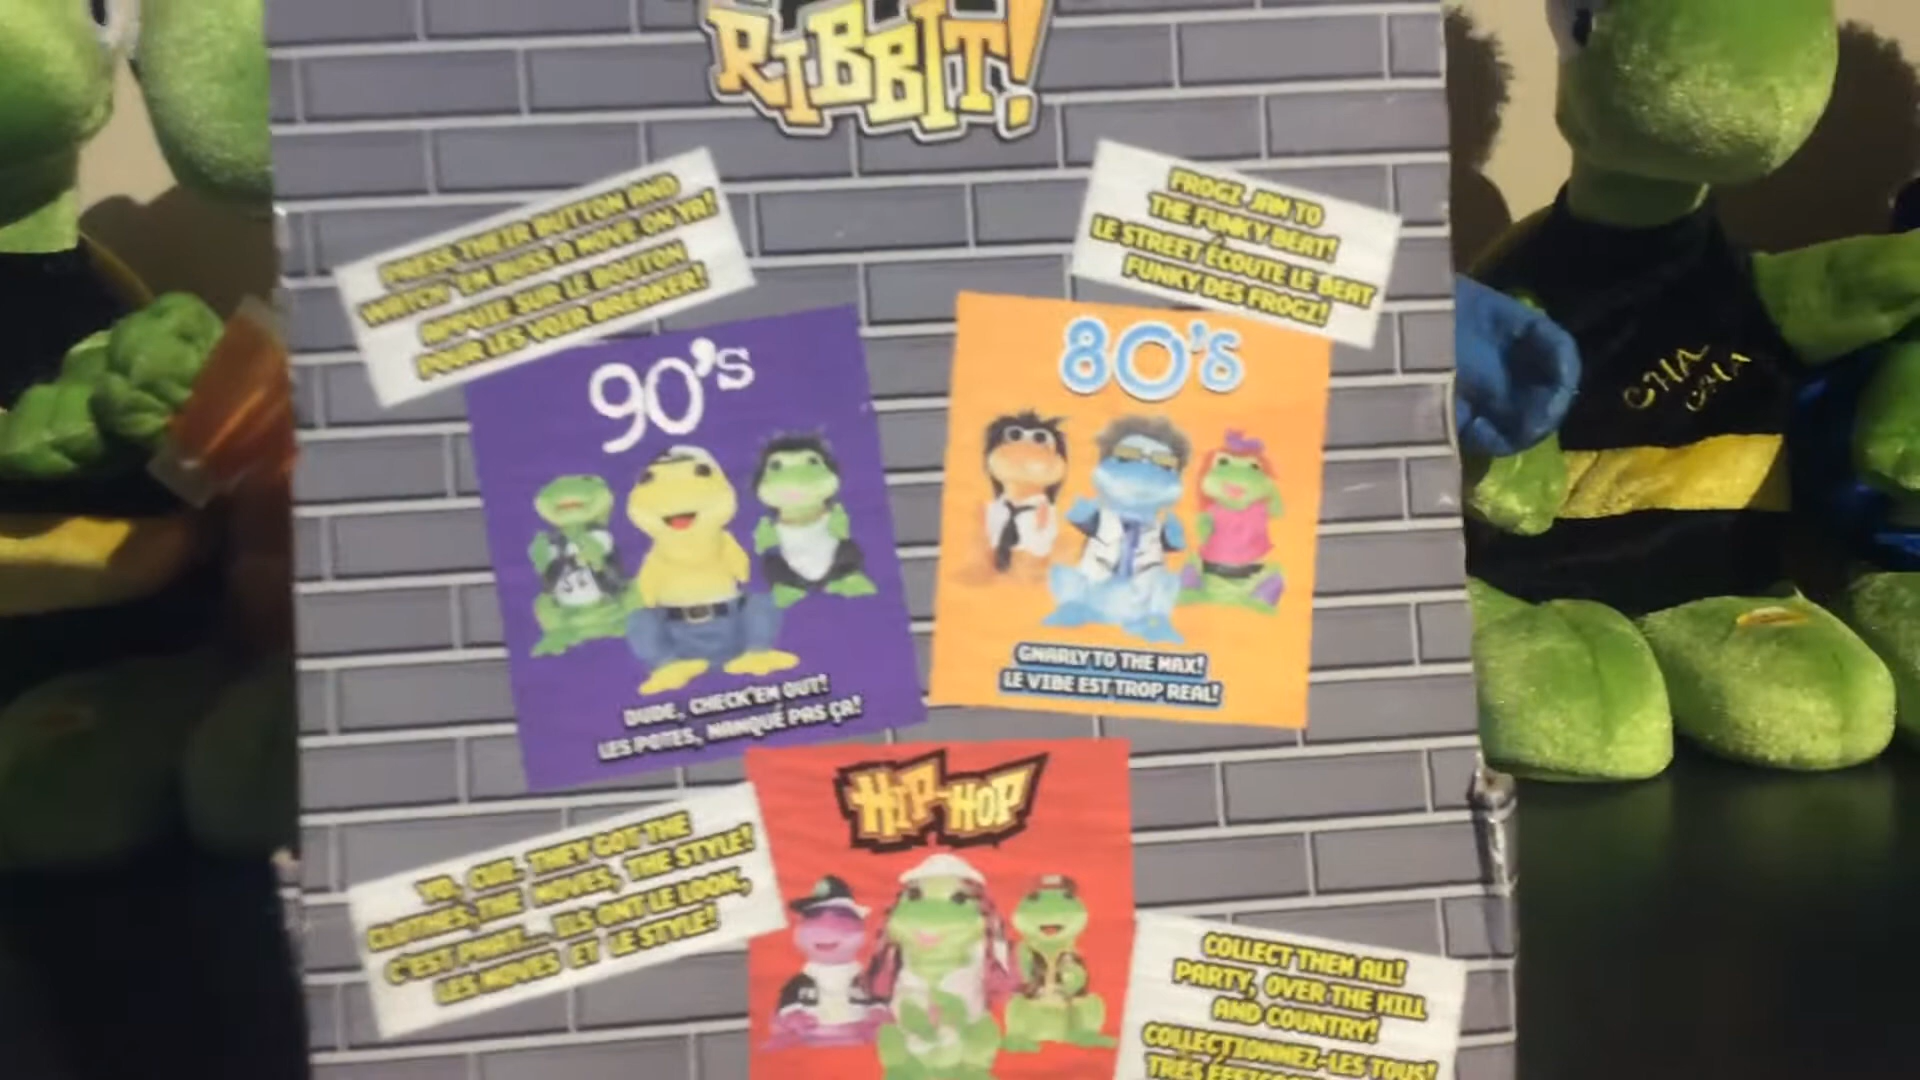 RIBBIT!
PRESS THEIR BUTTON AND
WATCH 'EM BUSS A MOVE ON YA!
APPUIE SUR LE BOUTON
POUR LES VOIR BREAKER!
FROGZ JAM TO
THE FUNKY BEAT!
LE STREET ÉCOUTE LE BEAT
FUNKY DES FROGZ!
90's
DUDE, CHECK 'EM OUT!
LES POTES, MANQUÉ PAS ÇA!
80's
GNARLY TO THE MAX!
LE VIBE EST TROP REAL!
CHA
CHA
HIP-HOP
YO, CUZ. THEY GOT THE
CLOTHES, THE MOVES, THE STYLE!
C'EST PHAT... ILS ONT LE LOOK,
LES MOVES ET LE STYLE!
COLLECT THEM ALL!
PARTY, OVER THE HILL
AND COUNTRY!
COLLECTIONNEZ-LES TOUS!
TRÈS